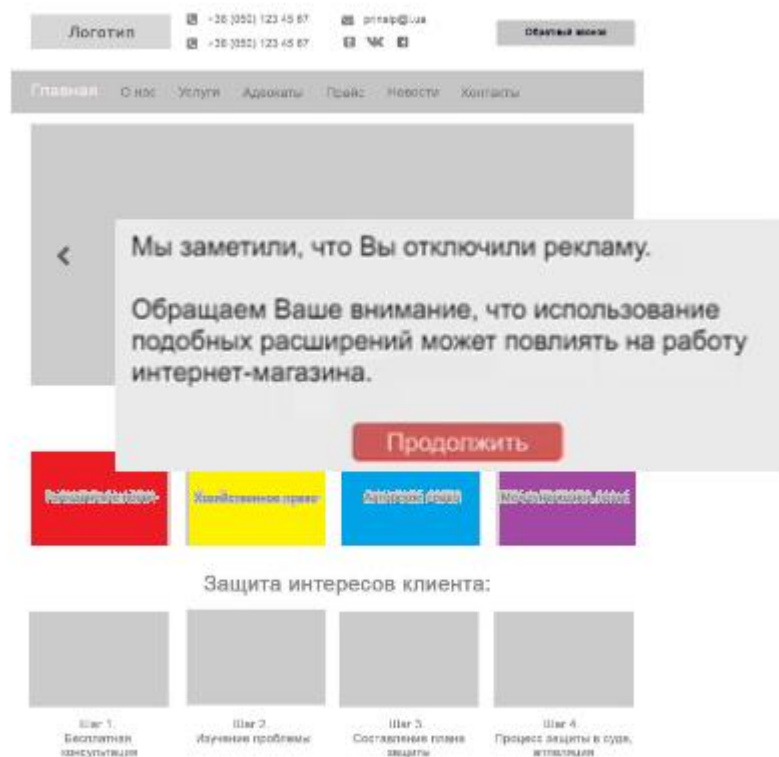 Логотип
+38 (050) 123 45 67
+38 (050) 123 45 67
Обратный звонок
Главная О нас Услуги Адвокаты Прайс Новости Контакты
Мы заметили, что Вы отключили рекламу.
Обращаем Ваше внимание, что использование
подобных расширений может повлиять на работу
интернет-магазина.
Продолжить
Хозяйственное право
Авторское право
Защита интересов клиента:
Шаг 1.
Бесплатная
консультация
Шаг 2.
Изучение проблемы
Шаг 3.
Составление плана
защиты
Шаг 4.
Процесс защиты в суде,
аппеляция